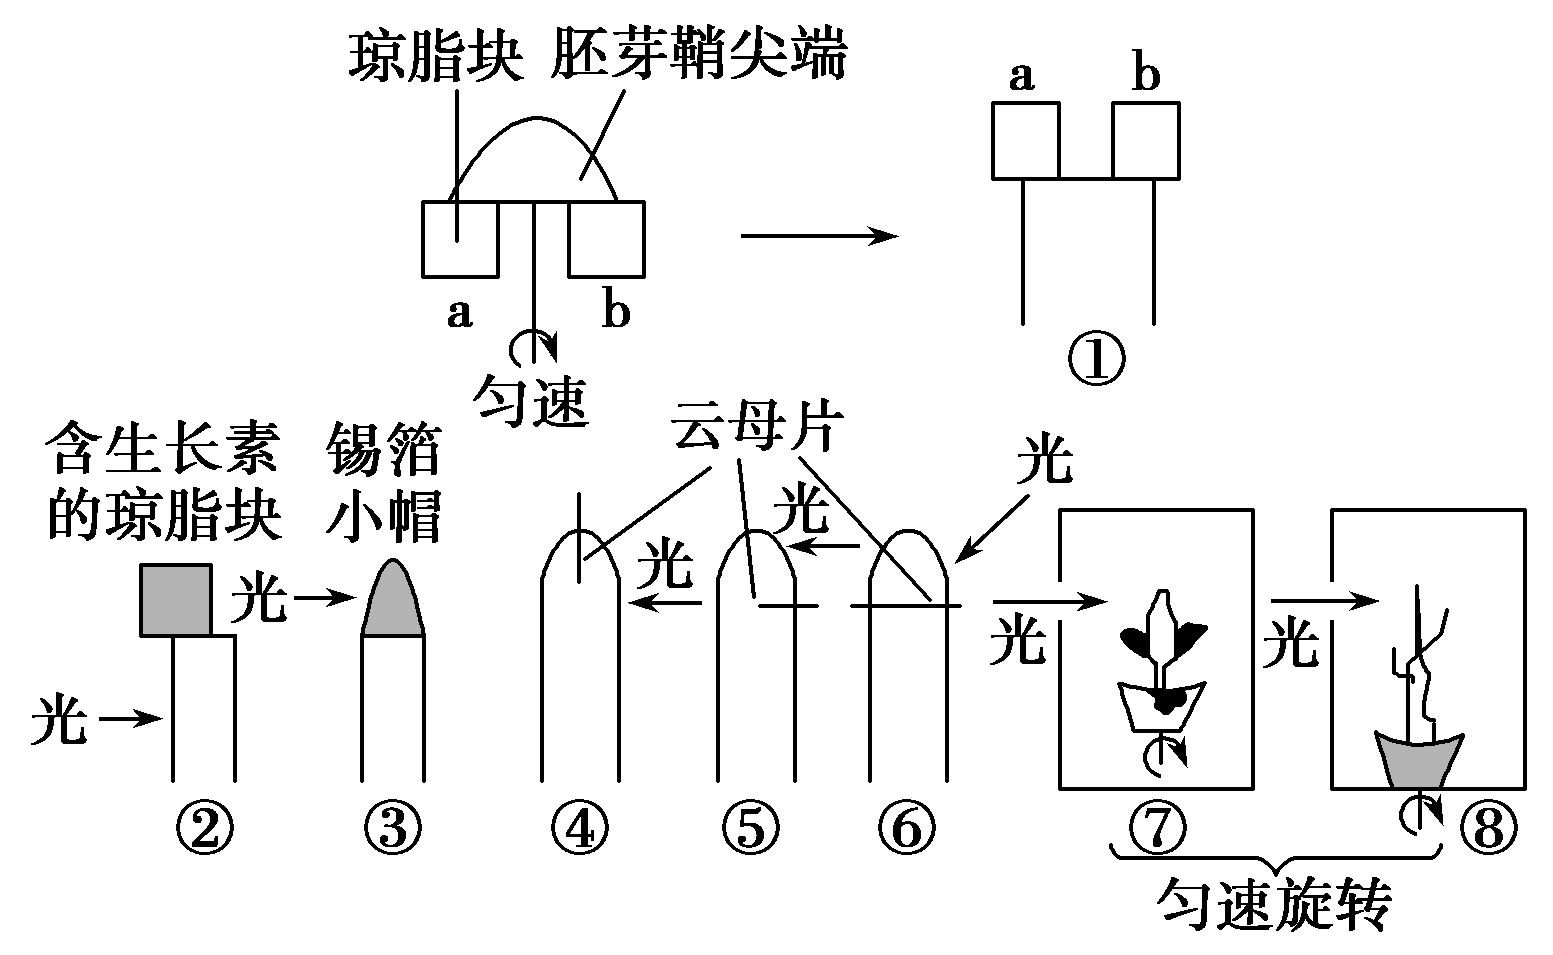 琼脂块 胚芽鞘尖端
a b
a b
匀速
①
云母片
含生长素
的琼脂块
锡箔
小帽
光
光
光
光
光
光
光
② ③ ④ ⑤ ⑥ ⑦ ⑧
匀速旋转